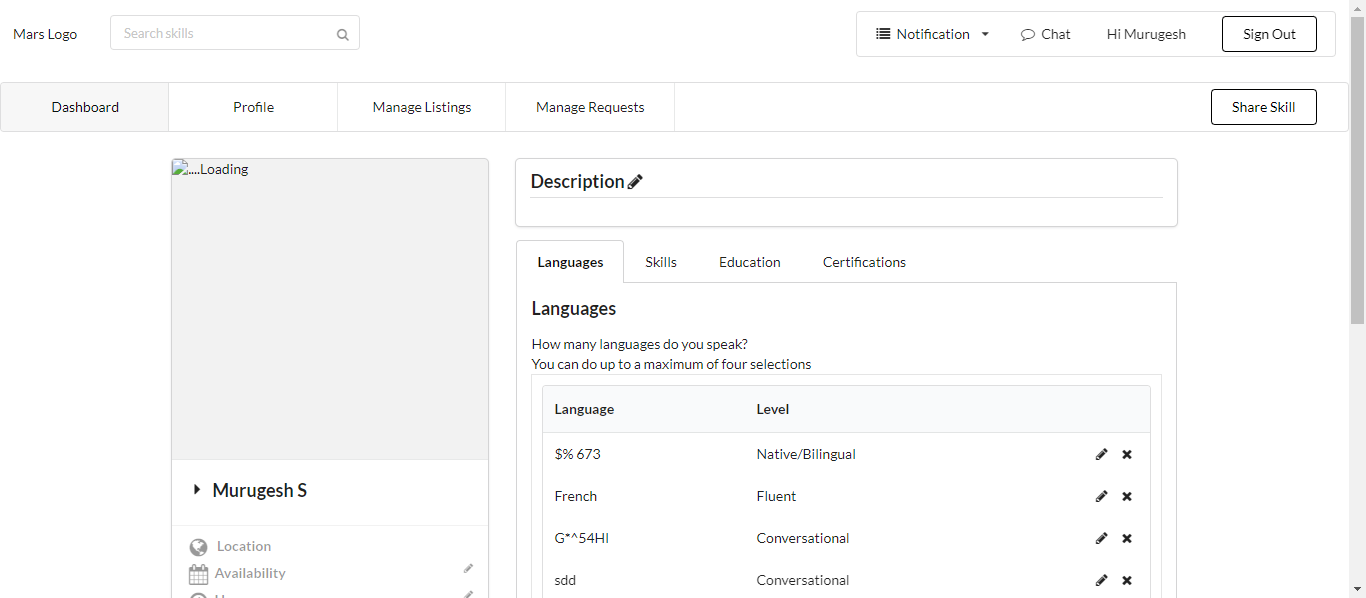 Mars Logo
Search skills
Notification
Chat
Hi Murugesh
Sign Out
Dashboard
Profile
Manage Listings
Manage Requests
Share Skill
....Loading
Murugesh S
Location
Availability
Description
Languages
Skills
Education
Certifications
Languages
How many languages do you speak?
You can do up to a maximum of four selections
Language Level
$% 673 Native/Bilingual
French Fluent
G*^54HI Conversational
sdd Conversational